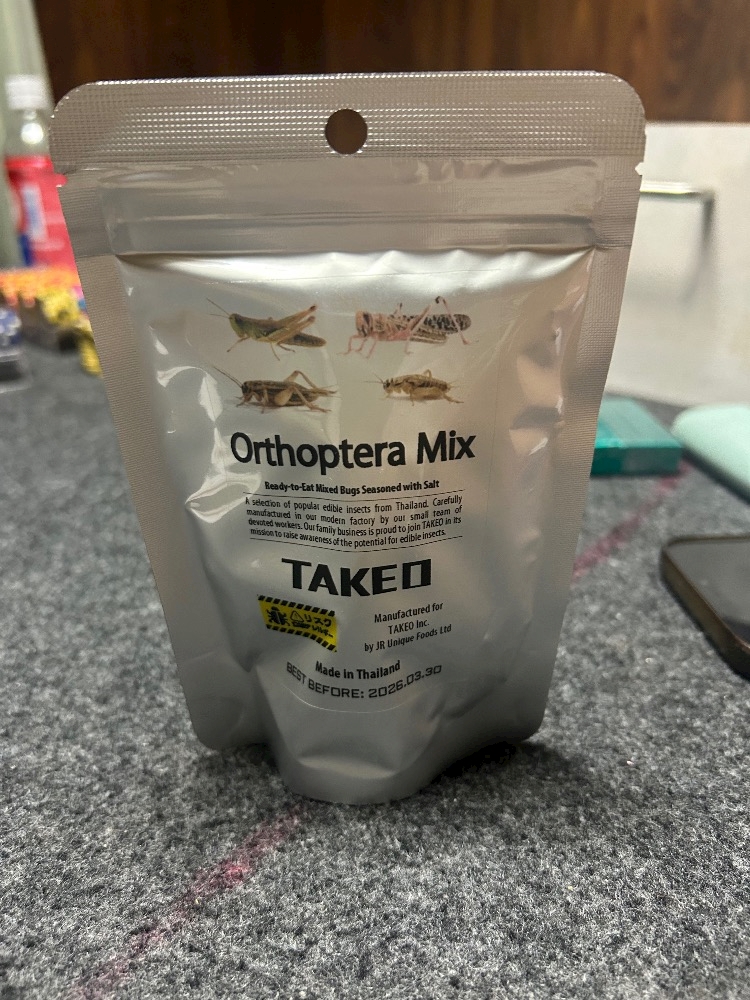 Orthoptera Mix
Ready-to-Eat Mixed Bugs Seasoned with Salt
A selection of popular edible insects from Thailand. Carefully
manufactured in our modern factory by our small team of
devoted workers. Our family business is proud to join TAKEO in its
mission to raise awareness of the potential for edible insects.
TAKEO
リスク
Manufactured for
TAKEO Inc.
by JR Unique Foods Ltd
Made in Thailand
BEST BEFORE: 2026.03.30